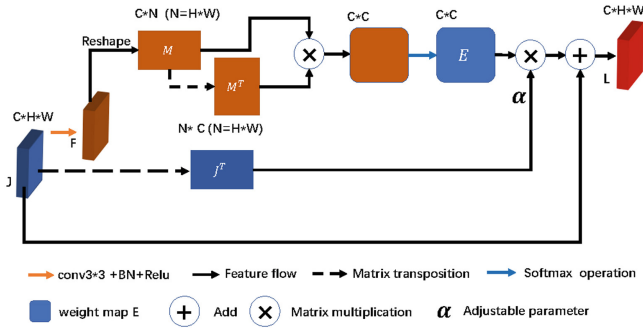 C*N (N=H*W)
C*C
C*C
C*H*W
Reshape
M
E
M^T
α
L
C*H*W
F
N* C (N=H*W)
J
J^T
conv3*3 +BN+Relu
Feature flow
Matrix transposition
Softmax operation
weight map E
Add
Matrix multiplication
α Adjustable parameter